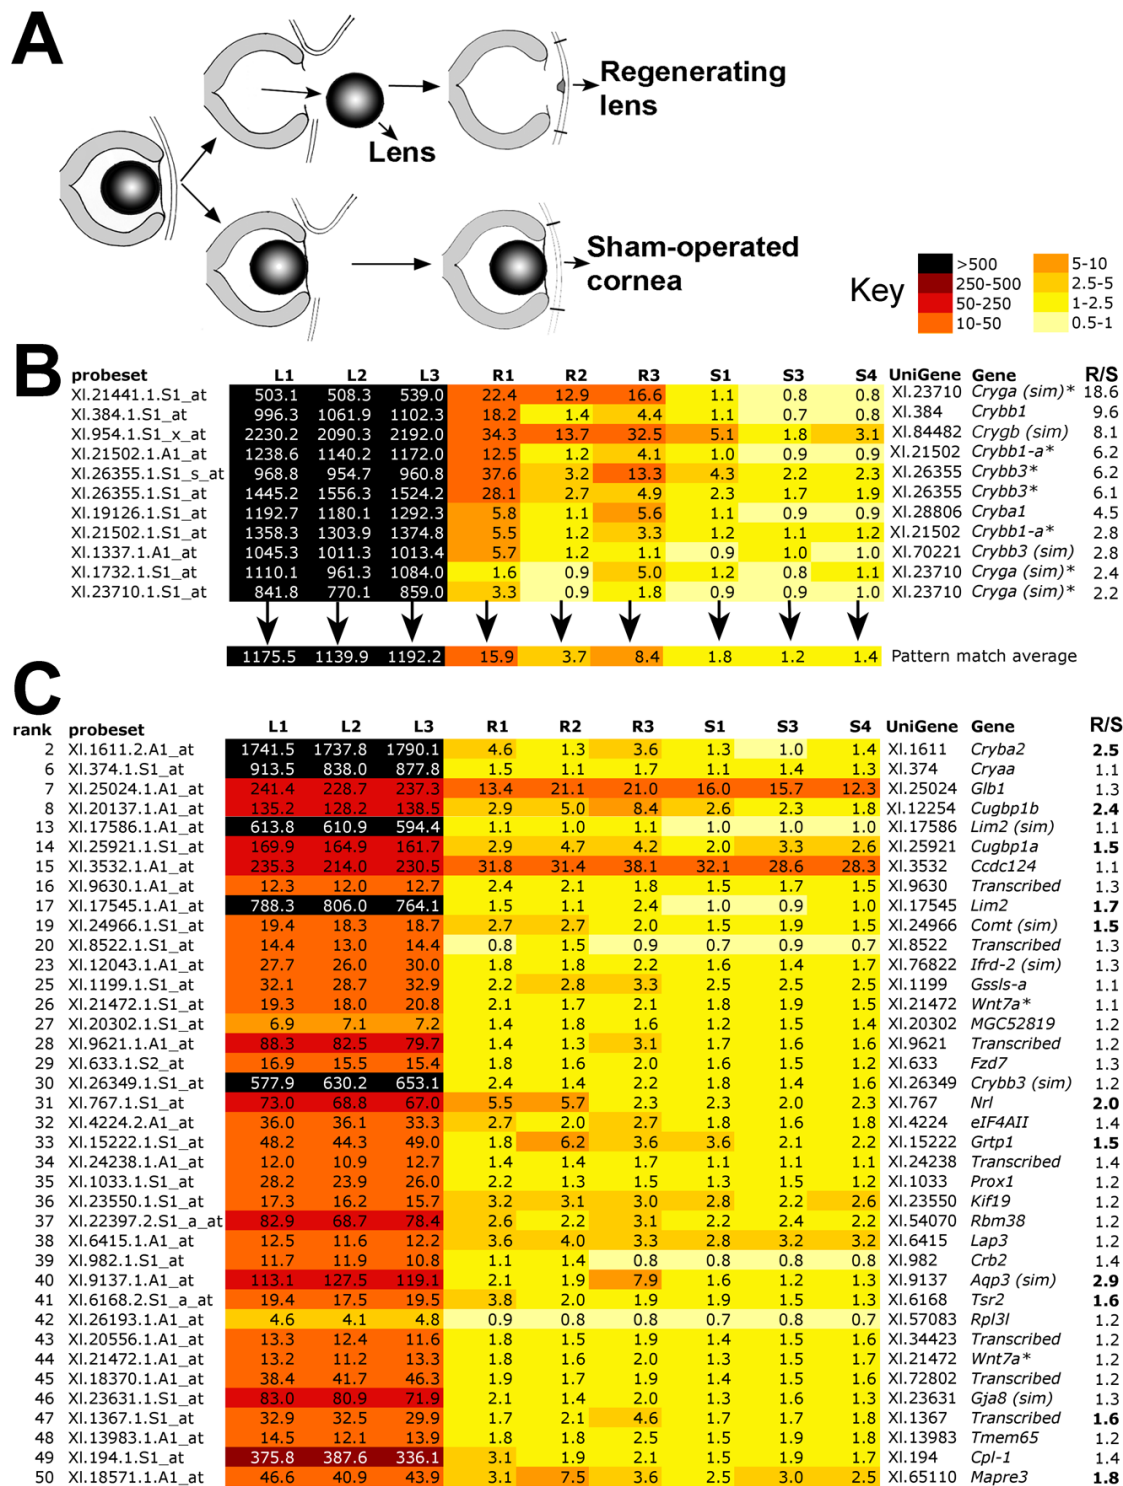 A
Regenerating
lens
Lens
Sham-operated
cornea
Key
>500 5-10
250-500 2.5-5
50-250 1-2.5
10-50 0.5-1
B
probeset L1 L2 L3 R1 R2 R3 S1 S3 S4 UniGene Gene R/S
Xl.21441.1.S1_at 503.1 508.3 539.0 22.4 12.9 16.6 1.1 0.8 0.8 Xl.23710 Cryga (sim)* 18.6
Xl.384.1.S1_at 996.3 1061.9 1102.3 18.2 1.4 4.4 1.1 0.7 0.8 Xl.384 Crybb1 9.6
Xl.954.1.S1_x_at 2230.2 2090.3 2192.0 34.3 13.7 32.5 5.1 1.8 3.1 Xl.84482 Crygb (sim) 8.1
Xl.21502.1.A1_at 1238.6 1140.2 1172.0 12.5 1.2 4.1 1.0 0.9 0.9 Xl.21502 Crybb1-a* 6.2
Xl.26355.1.S1_s_at 968.8 954.7 960.8 37.6 3.2 13.3 4.3 2.2 2.3 Xl.26355 Crybb3* 6.2
Xl.26355.1.S1_at 1445.2 1556.3 1524.2 28.1 2.7 4.9 2.3 1.7 1.9 Xl.26355 Crybb3* 6.1
Xl.19126.1.S1_at 1192.7 1180.1 1292.3 5.8 1.1 5.6 1.1 0.9 0.9 Xl.28806 Cryba1 4.5
Xl.21502.1.S1_at 1358.3 1303.9 1374.8 5.5 1.2 3.3 1.2 1.1 1.2 Xl.21502 Crybb1-a* 2.8
Xl.1337.1.A1_at 1045.3 1011.3 1013.4 5.7 1.2 1.1 0.9 1.0 1.0 Xl.70221 Crybb3 (sim) 2.8
Xl.1732.1.S1_at 1110.1 961.3 1084.0 1.6 0.9 5.0 1.2 0.8 1.1 Xl.23710 Cryga (sim)* 2.4
Xl.23710.1.S1_at 841.8 770.1 859.0 3.3 0.9 1.8 0.9 0.9 1.0 Xl.23710 Cryga (sim)* 2.2
1175.5 1139.9 1192.2 15.9 3.7 8.4 1.8 1.2 1.4 Pattern match average
C
rank probeset L1 L2 L3 R1 R2 R3 S1 S3 S4 UniGene Gene R/S
2 Xl.1611.2.A1_at 1741.5 1737.8 1790.1 4.6 1.3 3.6 1.3 1.0 1.4 Xl.1611 Cryba2 2.5
6 Xl.374.1.S1_at 913.5 838.0 877.8 1.5 1.1 1.7 1.1 1.4 1.3 Xl.374 Cryaa 1.1
7 Xl.25024.1.A1_at 241.4 228.7 237.3 13.4 21.1 21.0 16.0 15.7 12.3 Xl.25024 Glb1 1.3
8 Xl.20137.1.A1_at 135.2 128.2 138.5 2.9 5.0 8.4 2.6 2.3 1.8 Xl.12254 Cugbp1b 2.4
13 Xl.17586.1.A1_at 613.8 610.9 594.4 1.1 1.0 1.1 1.0 1.0 1.0 Xl.17586 Lim2 (sim) 1.1
14 Xl.25921.1.S1_at 169.9 164.9 161.7 2.9 4.7 4.2 2.0 3.3 2.6 Xl.25921 Cugbp1a 1.5
15 Xl.3532.1.A1_at 235.3 214.0 230.5 31.8 31.4 38.1 32.1 28.6 28.3 Xl.3532 Ccdc124 1.1
16 Xl.9630.1.A1_at 12.3 12.0 12.7 2.4 2.1 1.8 1.5 1.7 1.5 Xl.9630 Transcribed 1.3
17 Xl.17545.1.A1_at 788.3 806.0 764.1 1.5 1.1 2.4 1.0 0.9 1.0 Xl.17545 Lim2 1.7
19 Xl.24966.1.S1_at 19.4 18.3 18.7 2.7 2.7 2.0 1.5 1.9 1.5 Xl.24966 Comt (sim) 1.5
20 Xl.8522.1.S1_at 14.4 13.0 14.4 0.8 1.5 0.9 0.7 0.9 0.7 Xl.8522 Transcribed 1.3
23 Xl.12043.1.A1_at 27.7 26.0 30.0 1.8 1.8 2.2 1.6 1.4 1.7 Xl.76822 Ifrd-2 (sim) 1.3
25 Xl.1199.1.S1_at 32.1 28.7 32.9 2.2 2.8 3.3 2.5 2.5 2.5 Xl.1199 Gssls-a 1.1
26 Xl.21472.1.S1_at 19.3 18.0 20.8 2.1 1.7 2.1 1.8 1.9 1.5 Xl.21472 Wnt7a* 1.1
27 Xl.20302.1.S1_at 6.9 7.1 7.2 1.4 1.8 1.6 1.2 1.5 1.4 Xl.20302 MGC52819 1.2
28 Xl.9621.1.A1_at 88.3 82.5 79.7 1.4 1.3 3.1 1.7 1.6 1.6 Xl.9621 Transcribed 1.2
29 Xl.633.1.S2_at 16.9 15.5 15.4 1.8 1.6 2.0 1.6 1.5 1.2 Xl.633 Fzd7 1.3
30 Xl.26349.1.S1_at 577.9 630.2 653.1 2.4 1.4 2.2 1.8 1.4 1.6 Xl.26349 Crybb3 (sim) 1.2
31 Xl.767.1.S1_at 73.0 68.8 67.0 5.5 5.7 2.3 2.3 2.0 2.3 Xl.767 Nrl 2.0
32 Xl.4224.2.A1_at 36.0 36.1 33.3 2.7 2.0 2.7 1.8 1.6 1.8 Xl.4224 eIF4AII 1.4
33 Xl.15222.1.S1_at 48.2 44.3 49.0 1.8 6.2 3.6 3.6 2.1 2.2 Xl.15222 Grtp1 1.5
34 Xl.24238.1.A1_at 12.0 10.9 12.7 1.4 1.4 1.7 1.1 1.1 1.1 Xl.24238 Transcribed 1.4
35 Xl.1033.1.S1_at 28.2 23.9 26.0 2.2 1.3 1.5 1.3 1.5 1.2 Xl.1033 Prox1 1.2
36 Xl.23550.1.S1_at 17.3 16.2 15.7 3.2 3.1 3.0 2.8 2.2 2.6 Xl.23550 Kif19 1.2
37 Xl.22397.2.S1_a_at 82.9 68.7 78.4 2.6 2.2 3.1 2.2 2.4 2.2 Xl.54070 Rbm38 1.2
38 Xl.6415.1.A1_at 12.5 11.6 12.2 3.6 4.0 3.3 2.8 3.2 3.2 Xl.6415 Lap3 1.2
39 Xl.982.1.S1_at 11.7 11.9 10.8 1.1 1.4 0.8 0.8 0.8 0.8 Xl.982 Crb2 1.4
40 Xl.9137.1.A1_at 113.1 127.5 119.1 2.1 1.9 7.9 1.6 1.2 1.3 Xl.9137 Aqp3 (sim) 2.9
41 Xl.6168.2.S1_a_at 19.4 17.5 19.5 3.8 2.0 1.9 1.9 1.5 1.3 Xl.6168 Tsr2 1.6
42 Xl.26193.1.A1_at 4.6 4.1 4.8 0.9 0.8 0.8 0.7 0.8 0.7 Xl.57083 Rpl3l 1.2
43 Xl.20556.1.A1_at 13.3 12.4 11.6 1.8 1.5 1.9 1.4 1.5 1.6 Xl.34423 Transcribed 1.2
44 Xl.21472.1.A1_at 13.2 11.2 13.3 1.8 1.6 2.0 1.3 1.5 1.7 Xl.21472 Wnt7a* 1.2
45 Xl.18370.1.A1_at 38.4 41.7 46.3 1.9 1.7 1.9 1.4 1.5 1.6 Xl.72802 Transcribed 1.2
46 Xl.23631.1.S1_at 83.0 80.9 71.9 2.1 1.4 2.0 1.3 1.6 1.3 Xl.23631 Gja8 (sim) 1.3
47 Xl.1367.1.S1_at 32.9 32.5 29.9 1.7 2.1 4.6 1.7 1.7 1.8 Xl.1367 Transcribed 1.6
48 Xl.13983.1.A1_at 14.5 12.1 13.9 1.8 1.8 2.5 1.5 1.9 1.8 Xl.13983 Tmem65 1.2
49 Xl.194.1.S1_at 375.8 387.6 336.1 3.1 1.9 2.1 1.5 1.5 1.7 Xl.194 Cpl-1 1.4
50 Xl.18571.1.A1_at 46.6 40.9 43.9 3.1 7.5 3.6 2.5 3.0 2.5 Xl.65110 Mapre3 1.8